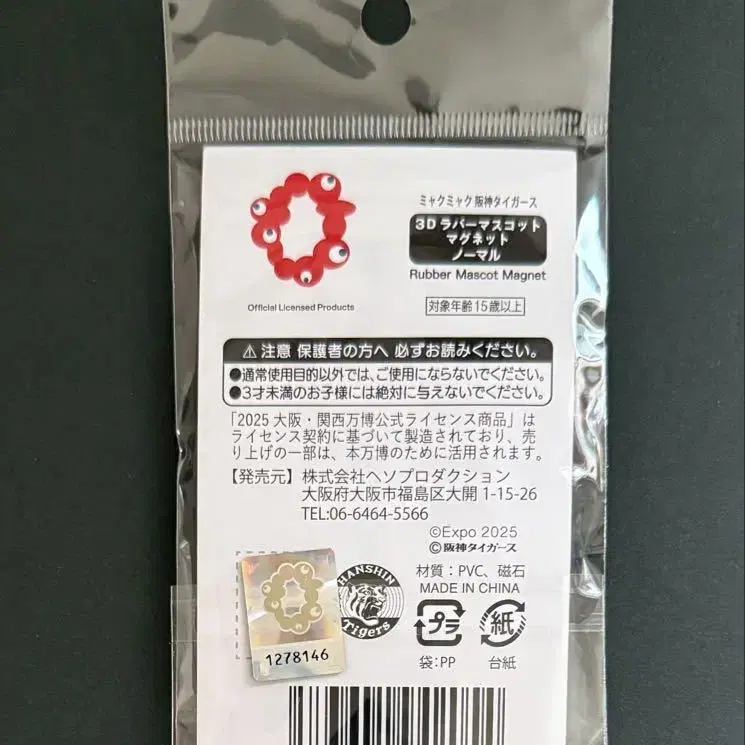 Official Licensed Products
ミャクミャク 阪神タイガース
3Dラバーマスコット
マグネット
ノーマル
Rubber Mascot Magnet
対象年齢15歳以上
⚠注意 保護者の方へ 必ずお読みください。
●通常使用目的以外では、ご使用にならないでください。
●3才未満のお子様には絶対に与えないでください。
「2025 大阪・関西万博公式ライセンス商品」は
ライセンス契約に基づいて製造されており、売
り上げの一部は、本万博のために活用されます。
【発売元】株式会社ヘソプロダクション
大阪府大阪市福島区大開 1-15-26
TEL:06-6464-5566
©Expo 2025
©阪神タイガース
材質：PVC、磁石
MADE IN CHINA
HANSHIN
Tigers
1278146
プラ
紙
袋:PP
台紙